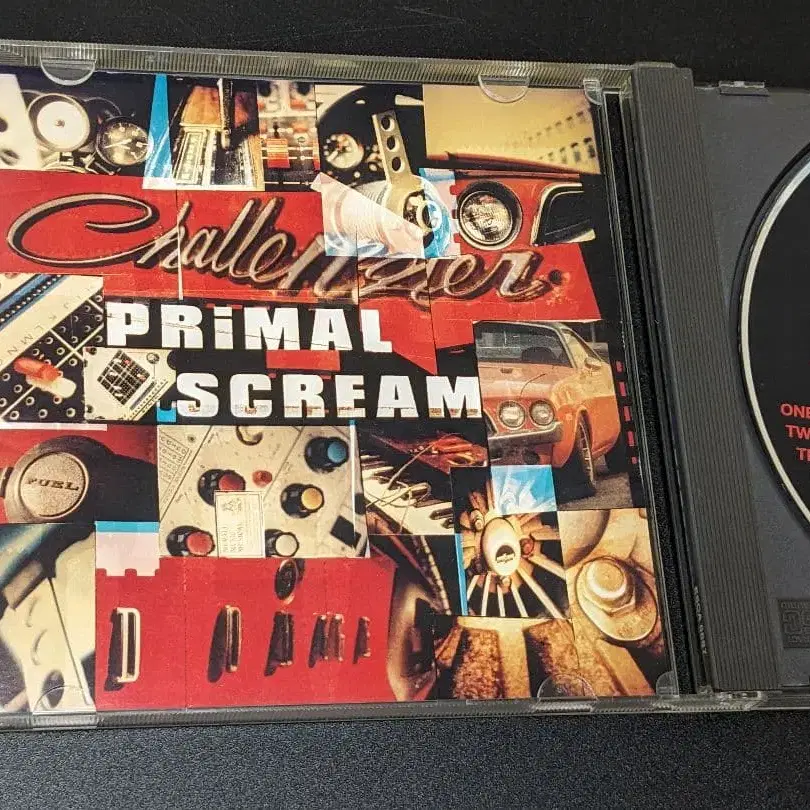 Challenger
PRiMAL
SCREAM
J K L M N
FUEL
ONE
TW